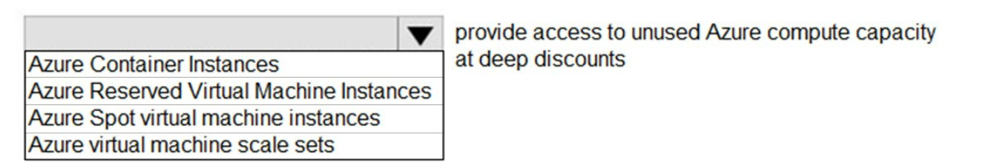 provide access to unused Azure compute capacity
at deep discounts
Azure Container Instances
Azure Reserved Virtual Machine Instances
Azure Spot virtual machine instances
Azure virtual machine scale sets